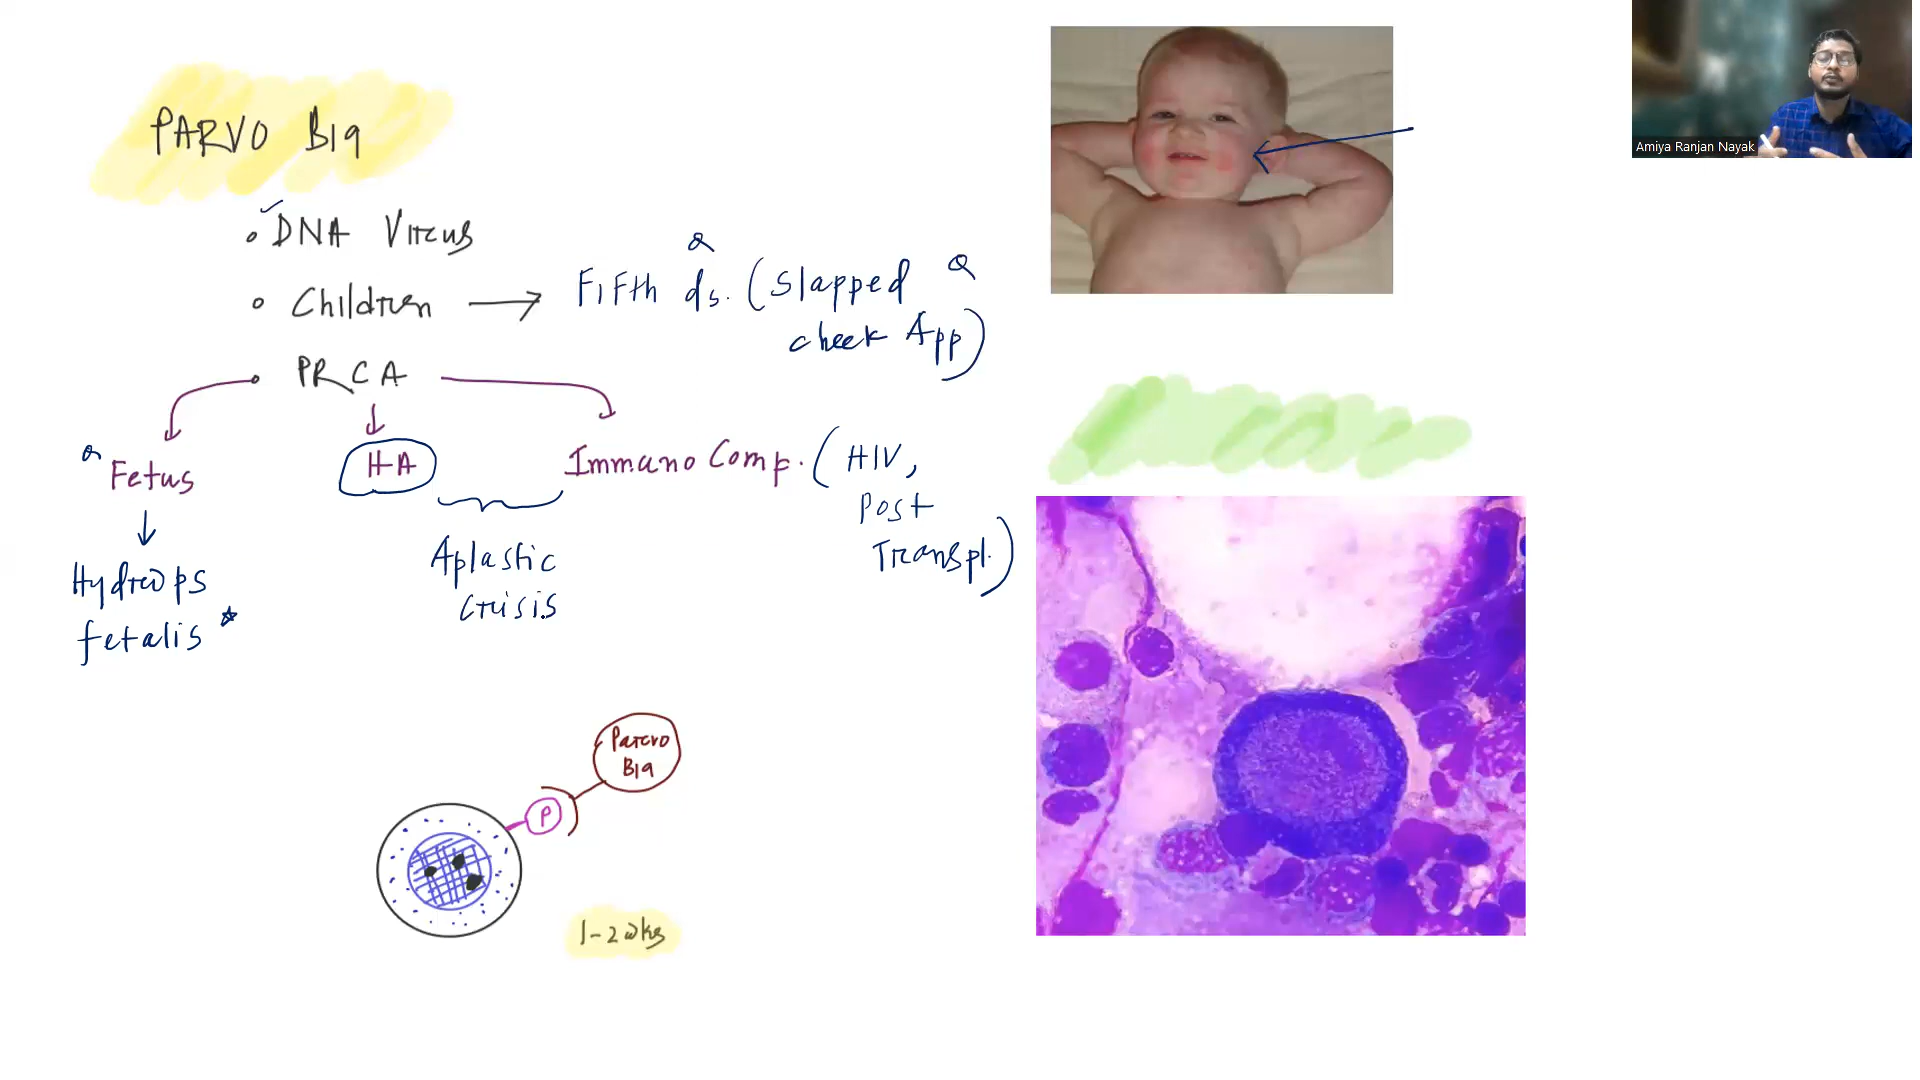 PARVO B19
DNA Virus
Children → Fifth ds. (Slapped
cheek App)
PRCA
Fetus
HA
Immuno Comp. (HIV,
Post
Transpl.)
Hydrops
fetalis
Aplastic
Crisis
Parvo
B19
P
1-2 wks
Amiya Ranjan Nayak